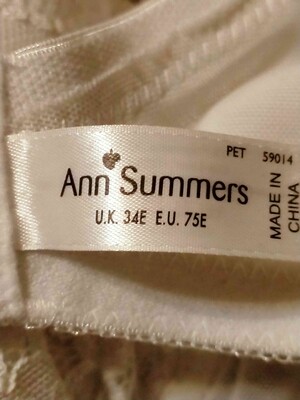 PET 59014
Ann Summers
U.K. 34E E.U. 75E
MADE IN
CHINA